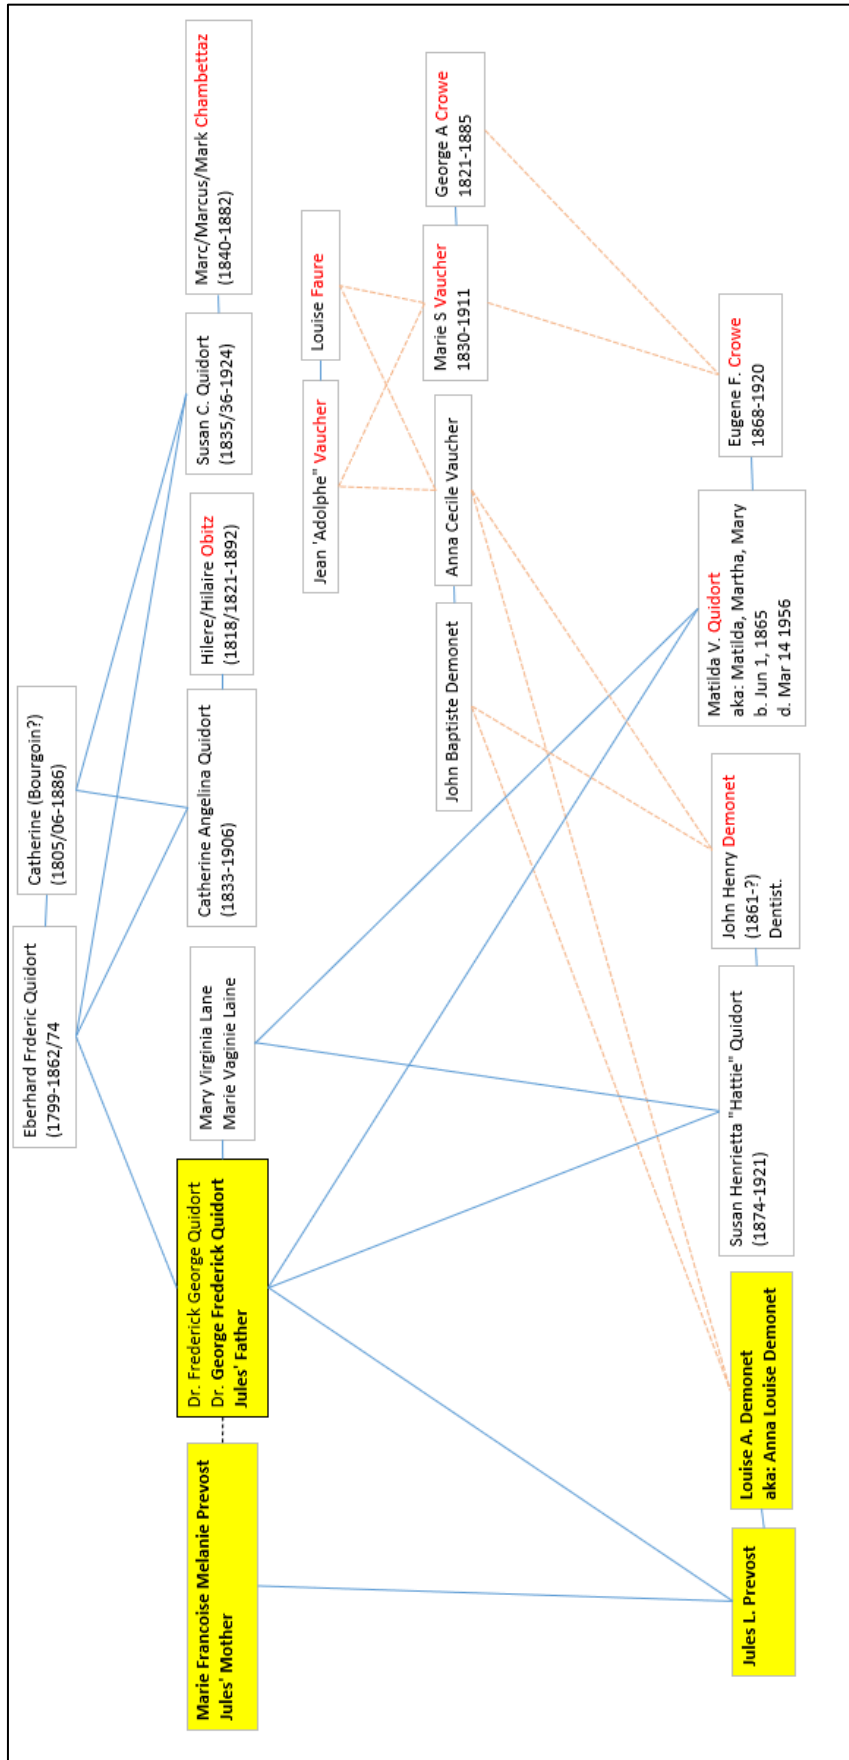 Eberhard Frderic Quidort
(1799-1862/74
Catherine (Bourgoin?)
(1805/06-1886)
Marie Francoise Melanie Prevost
Jules' Mother
Dr. Frederick George Quidort
Dr. George Frederick Quidort
Jules' Father
Mary Virginia Lane
Marie Vaginie Laine
Catherine Angelina Quidort
(1833-1906)
Hilere/Hilaire Obitz
(1818/1821-1892)
Susan C. Quidort
(1835/36-1924)
Marc/Marcus/Mark Chambettaz
(1840-1882)
Jean 'Adolphe" Vaucher
Louise Faure
John Baptiste Demonet
Anna Cecile Vaucher
Marie S Vaucher
1830-1911
George A Crowe
1821-1885
Jules L. Prevost
Louise A. Demonet
aka: Anna Louise Demonet
Susan Henrietta "Hattie" Quidort
(1874-1921)
John Henry Demonet
(1861-?)
Dentist.
Matilda V. Quidort
aka: Matilda, Martha, Mary
b. Jun 1, 1865
d. Mar 14 1956
Eugene F. Crowe
1868-1920